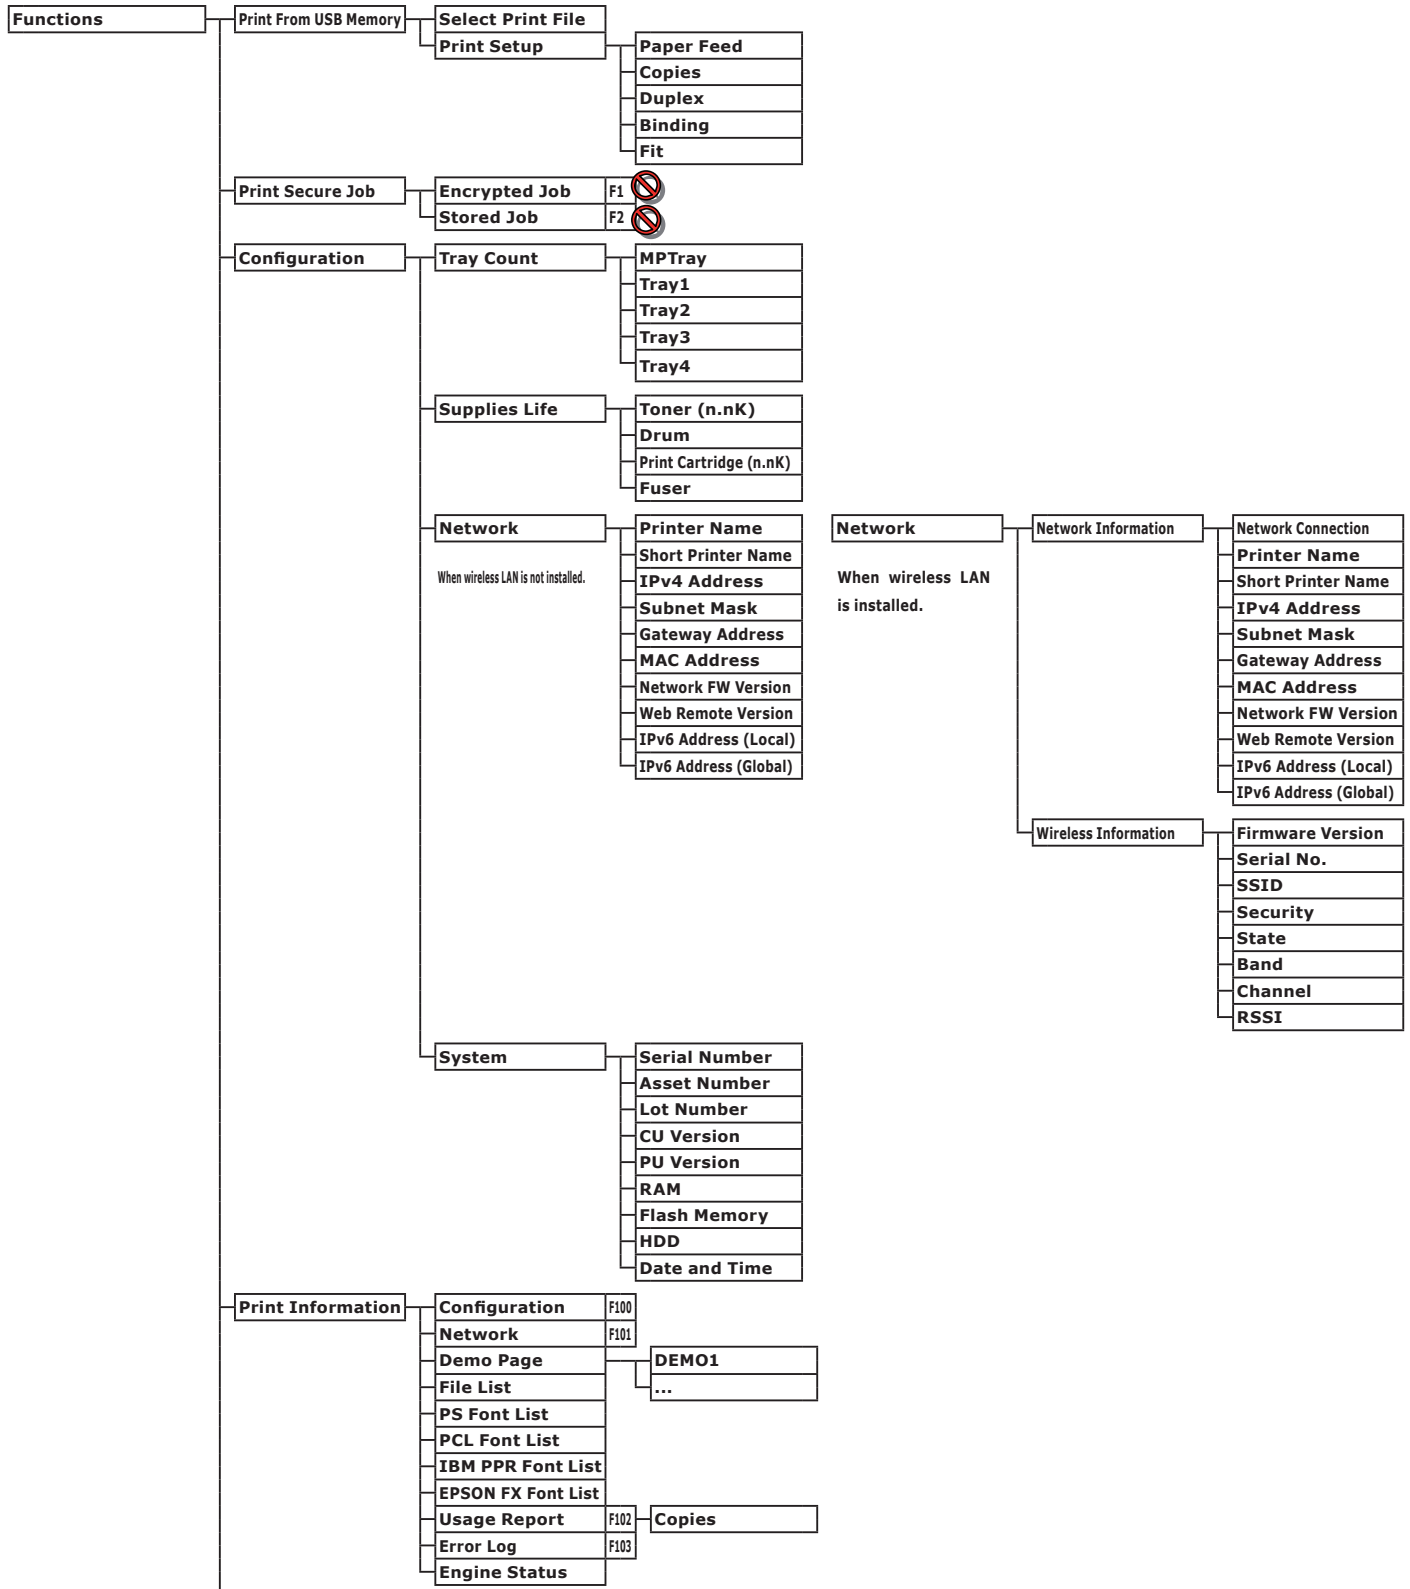 Functions
Print From USB Memory
Select Print File
Print Setup
Paper Feed
Copies
Duplex
Binding
Fit
Print Secure Job
Encrypted Job F1
Stored Job F2
Configuration
Tray Count
MPTray
Tray1
Tray2
Tray3
Tray4
Supplies Life
Toner (n.nK)
Drum
Print Cartridge (n.nK)
Fuser
Network
When wireless LAN is not installed.
Printer Name
Short Printer Name
IPv4 Address
Subnet Mask
Gateway Address
MAC Address
Network FW Version
Web Remote Version
IPv6 Address (Local)
IPv6 Address (Global)
Network
When wireless LAN
is installed.
Network Information
Network Connection
Printer Name
Short Printer Name
IPv4 Address
Subnet Mask
Gateway Address
MAC Address
Network FW Version
Web Remote Version
IPv6 Address (Local)
IPv6 Address (Global)
Wireless Information
Firmware Version
Serial No.
SSID
Security
State
Band
Channel
RSSI
System
Serial Number
Asset Number
Lot Number
CU Version
PU Version
RAM
Flash Memory
HDD
Date and Time
Print Information
Configuration F100
Network F101
Demo Page
DEMO1
...
File List
PS Font List
PCL Font List
IBM PPR Font List
EPSON FX Font List
Usage Report F102
Copies
Error Log F103
Engine Status